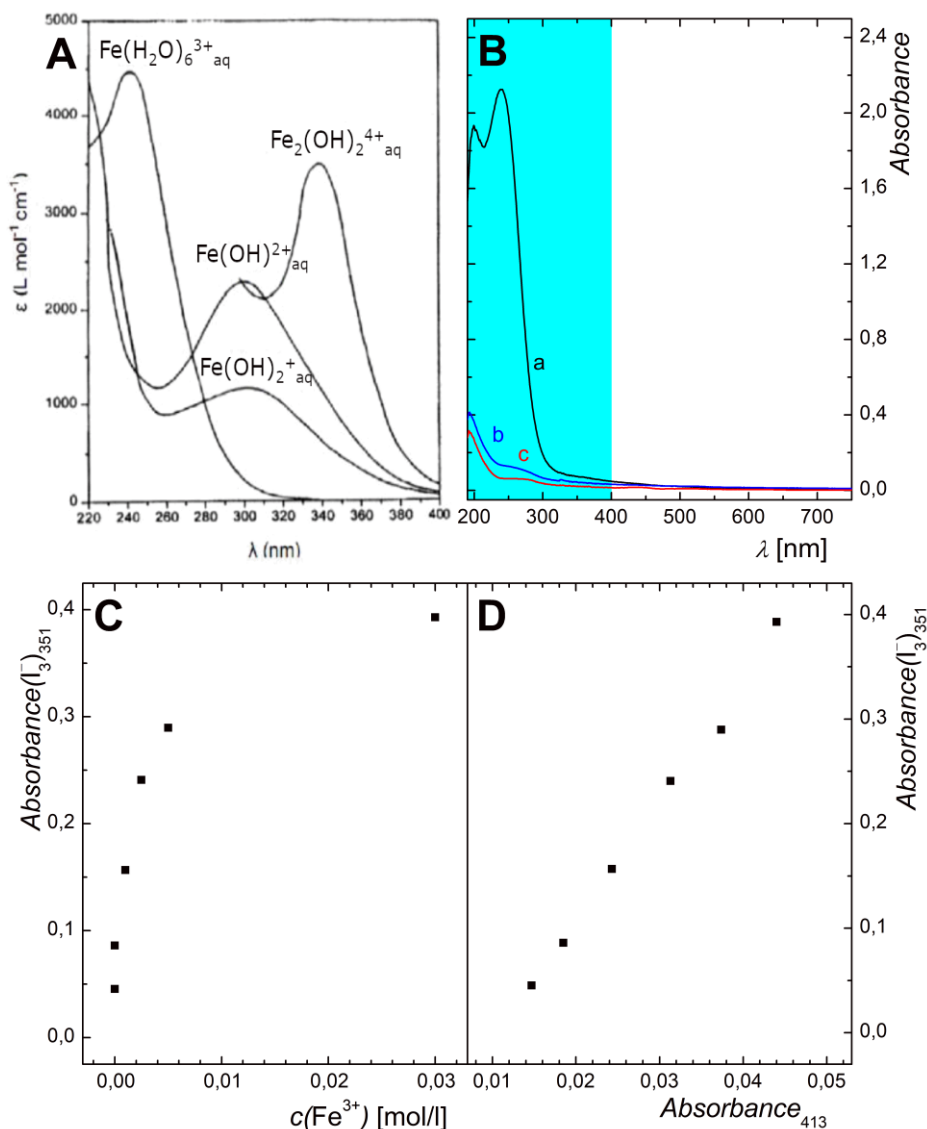 A
Fe(H₂O)₆³⁺aq
Fe₂(OH)₂⁴⁺aq
Fe(OH)²⁺aq
Fe(OH)₂⁺aq
5000
4000
3000
2000
1000
0
ε (L mol⁻¹ cm⁻¹)
220 240 260 280 300 320 340 360 380 400
λ (nm)
B
a
b
c
2,4
2,0
1,6
1,2
0,8
0,4
0,0
Absorbance
200 300 400 500 600 700
λ [nm]
C
0,4
0,3
0,2
0,1
0,0
Absorbance(I₃⁻)₃₅₁
0,00 0,01 0,02 0,03
c(Fe³⁺) [mol/l]
D
0,4
0,3
0,2
0,1
0,0
Absorbance(I₃⁻)₃₅₁
0,01 0,02 0,03 0,04 0,05
Absorbance₄₁₃